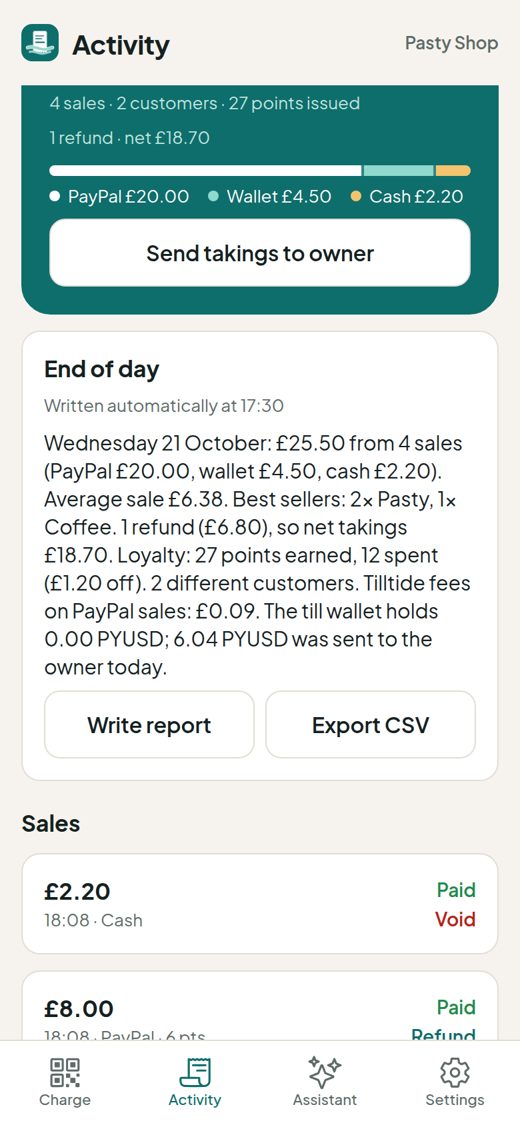 Activity
Pasty Shop
4 sales · 2 customers · 27 points issued
1 refund · net £18.70
PayPal £20.00 Wallet £4.50 Cash £2.20
Send takings to owner
End of day
Written automatically at 17:30
Wednesday 21 October: £25.50 from 4 sales
(PayPal £20.00, wallet £4.50, cash £2.20).
Average sale £6.38. Best sellers: 2× Pasty, 1×
Coffee. 1 refund (£6.80), so net takings
£18.70. Loyalty: 27 points earned, 12 spent
(£1.20 off). 2 different customers. Tilltide fees
on PayPal sales: £0.09. The till wallet holds
0.00 PYUSD; 6.04 PYUSD was sent to the
owner today.
Write report
Export CSV
Sales
£2.20
Paid
18:08 · Cash
Void
£8.00
Paid
18:08 · PayPal · 6 pts
Refund
Charge
Activity
Assistant
Settings